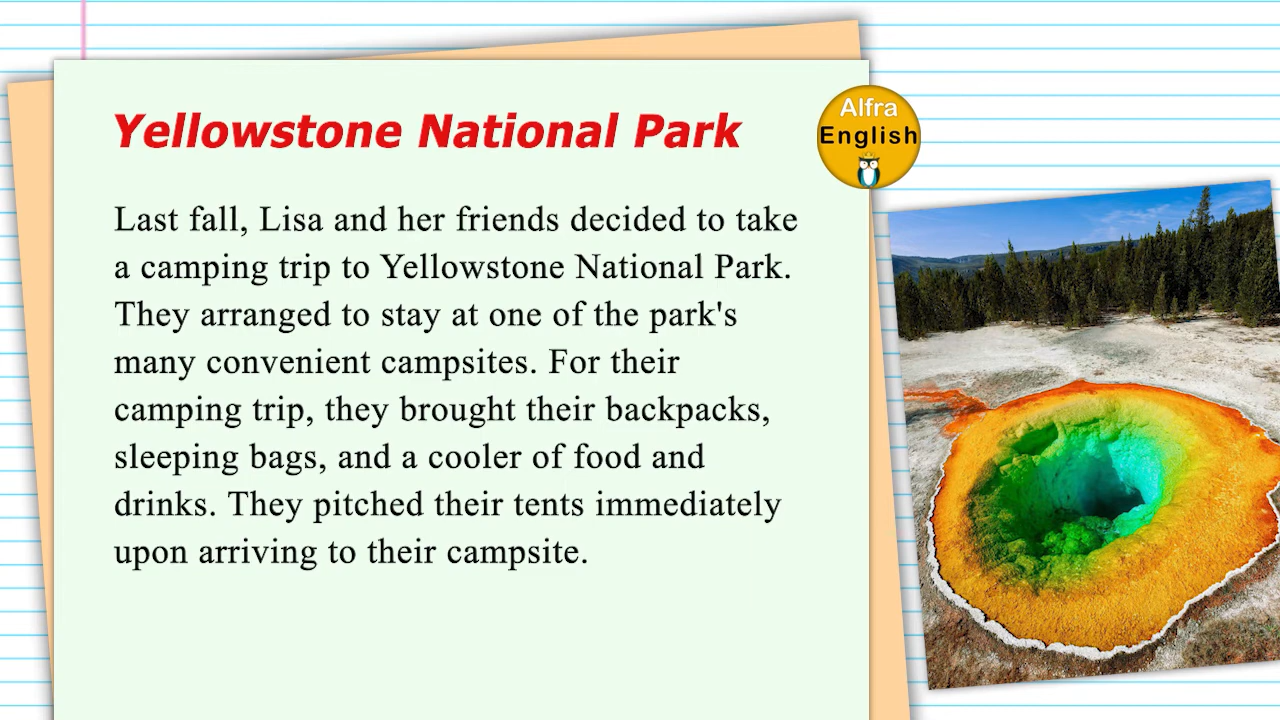 Yellowstone National Park
Alfra
English
Last fall, Lisa and her friends decided to take
a camping trip to Yellowstone National Park.
They arranged to stay at one of the park's
many convenient campsites. For their
camping trip, they brought their backpacks,
sleeping bags, and a cooler of food and
drinks. They pitched their tents immediately
upon arriving to their campsite.